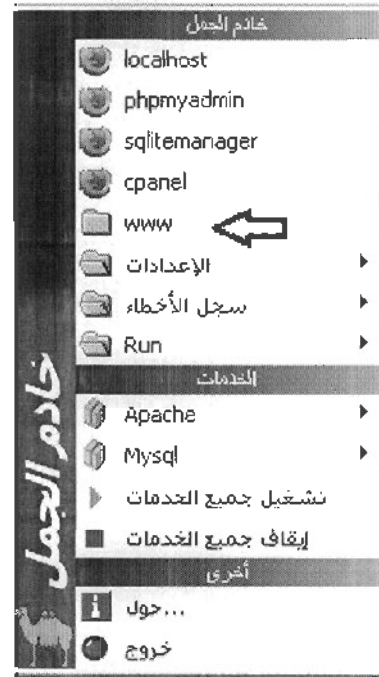 خادم الجمل
localhost
phpmyadmin
sqlitemanager
cpanel
www
الإعدادات
سجل الأخطاء
Run
الخدمات
Apache
Mysql
تشغيل جميع الخدمات
إيقاف جميع الخدمات
أخرى
حول...
خروج
خادم الجمل